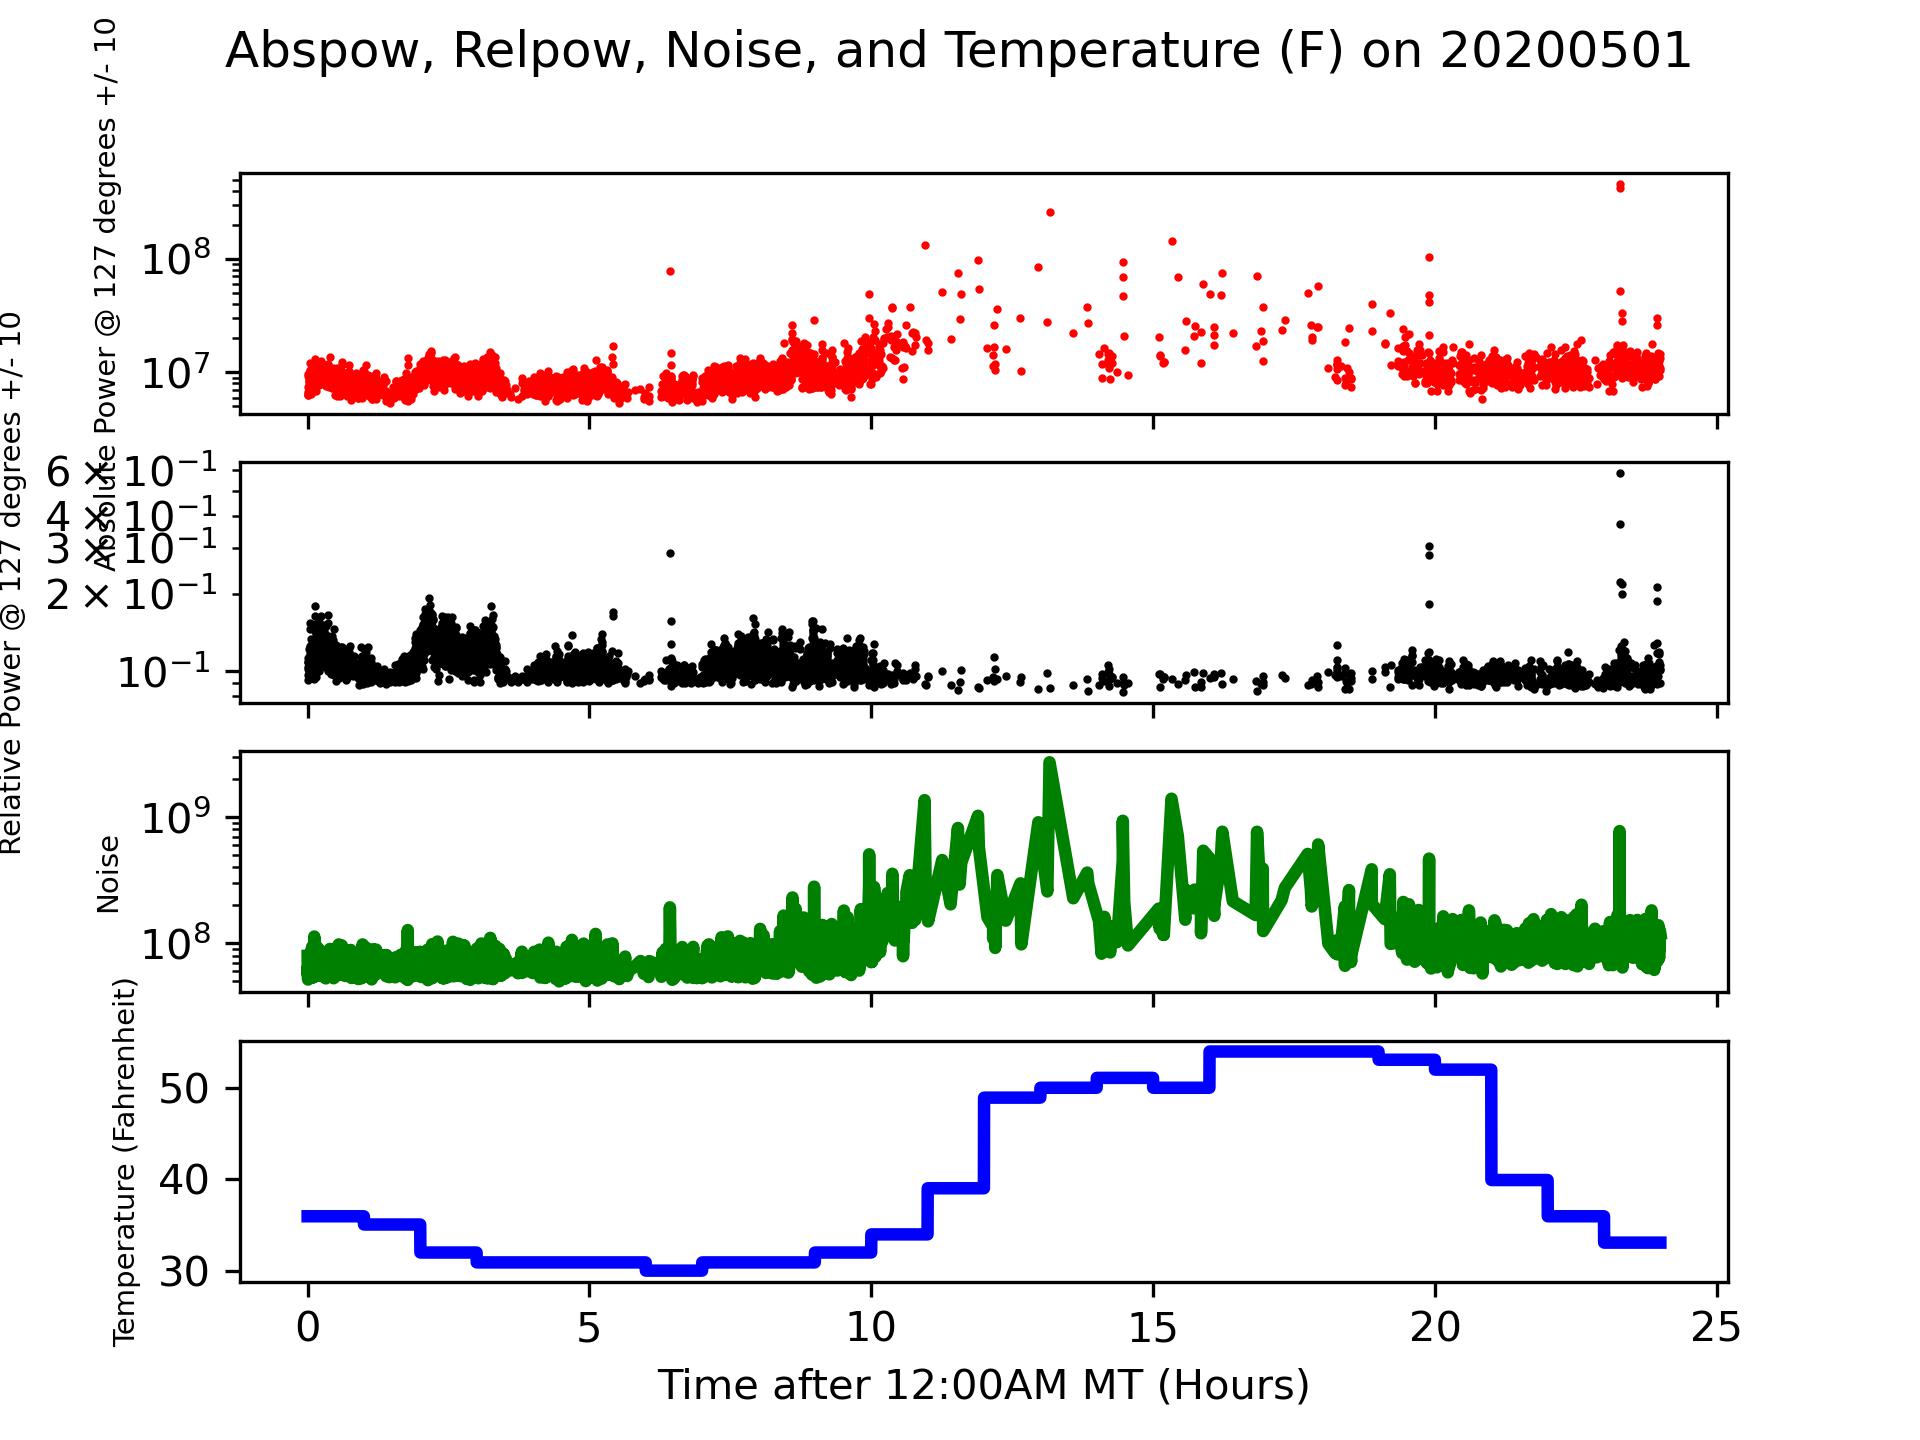 Abspow, Relpow, Noise, and Temperature (F) on 20200501
Absolute Power @ 127 degrees +/- 10
10⁸
10⁷
Relative Power @ 127 degrees +/- 10
6 × 10⁻¹
4 × 10⁻¹
3 × 10⁻¹
2 × 10⁻¹
10⁻¹
Noise
10⁹
10⁸
Temperature (Fahrenheit)
50
40
30
0 5 10 15 20 25
Time after 12:00AM MT (Hours)